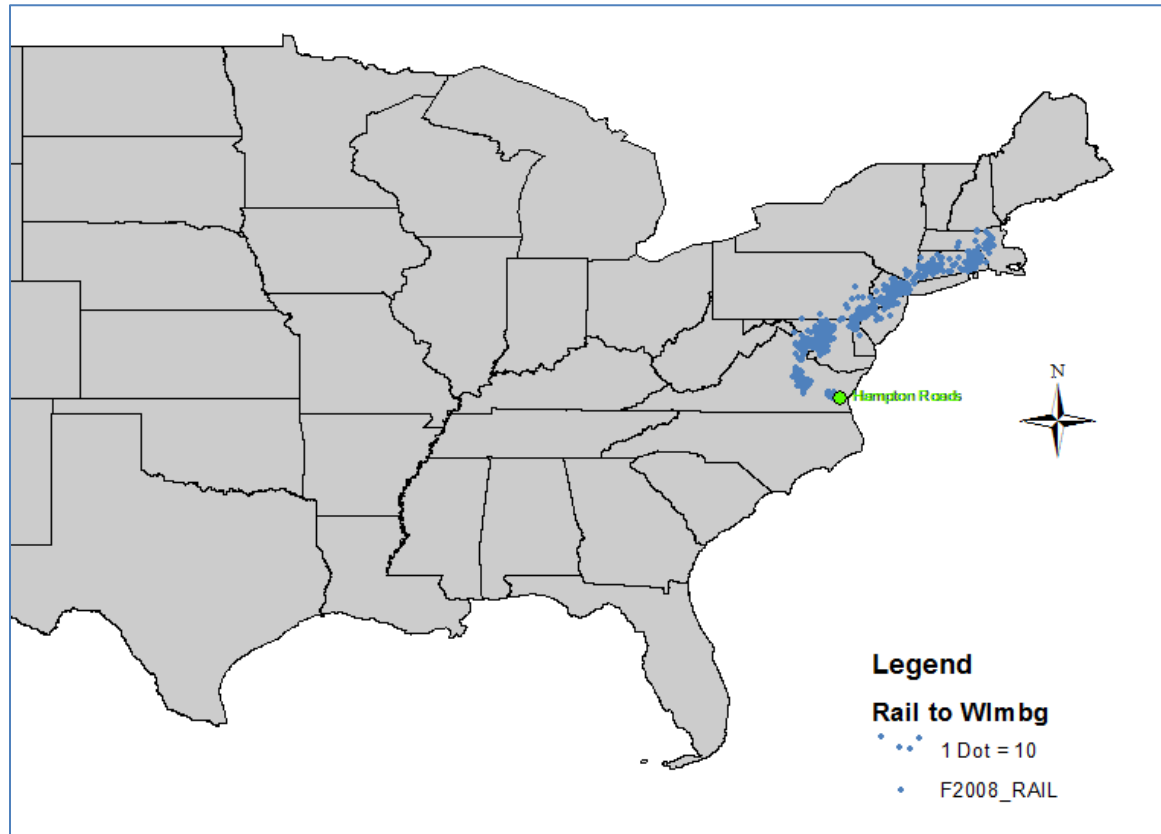 N
Hampton Roads
Legend
Rail to Wlmbg
1 Dot = 10
F2008_RAIL